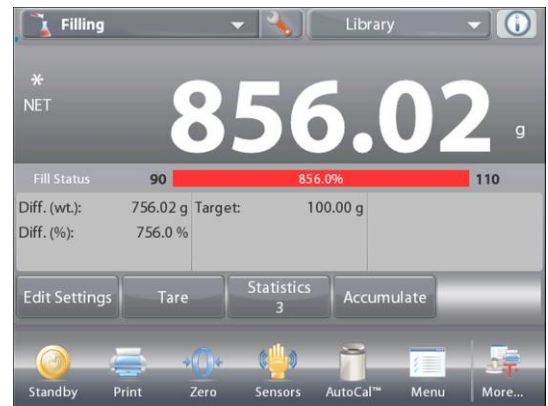 Filling Library
*
NET 856.02 g
Fill Status 90 856.0% 110
Diff. (wt.): 756.02 g Target: 100.00 g
Diff. (%): 756.0 %
Edit Settings Tare Statistics Accumulate
3
Standby Print Zero Sensors AutoCal™ Menu More...